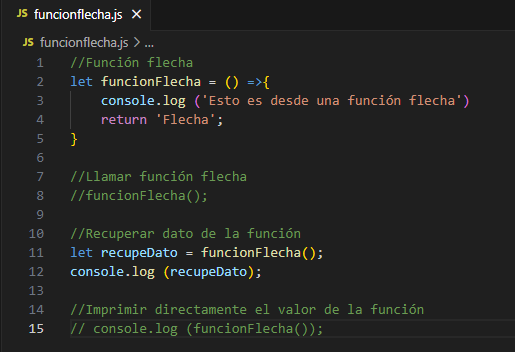 JS funcionflecha.js ×
JS funcionflecha.js > ...
1 //Función flecha
2 let funcionFlecha = () =>{
3     console.log ('Esto es desde una función flecha')
4     return 'Flecha';
5 }
6
7 //Llamar función flecha
8 //funcionFlecha();
9
10 //Recuperar dato de la función
11 let recupeDato = funcionFlecha();
12 console.log (recupeDato);
13
14 //Imprimir directamente el valor de la función
15 // console.log (funcionFlecha());